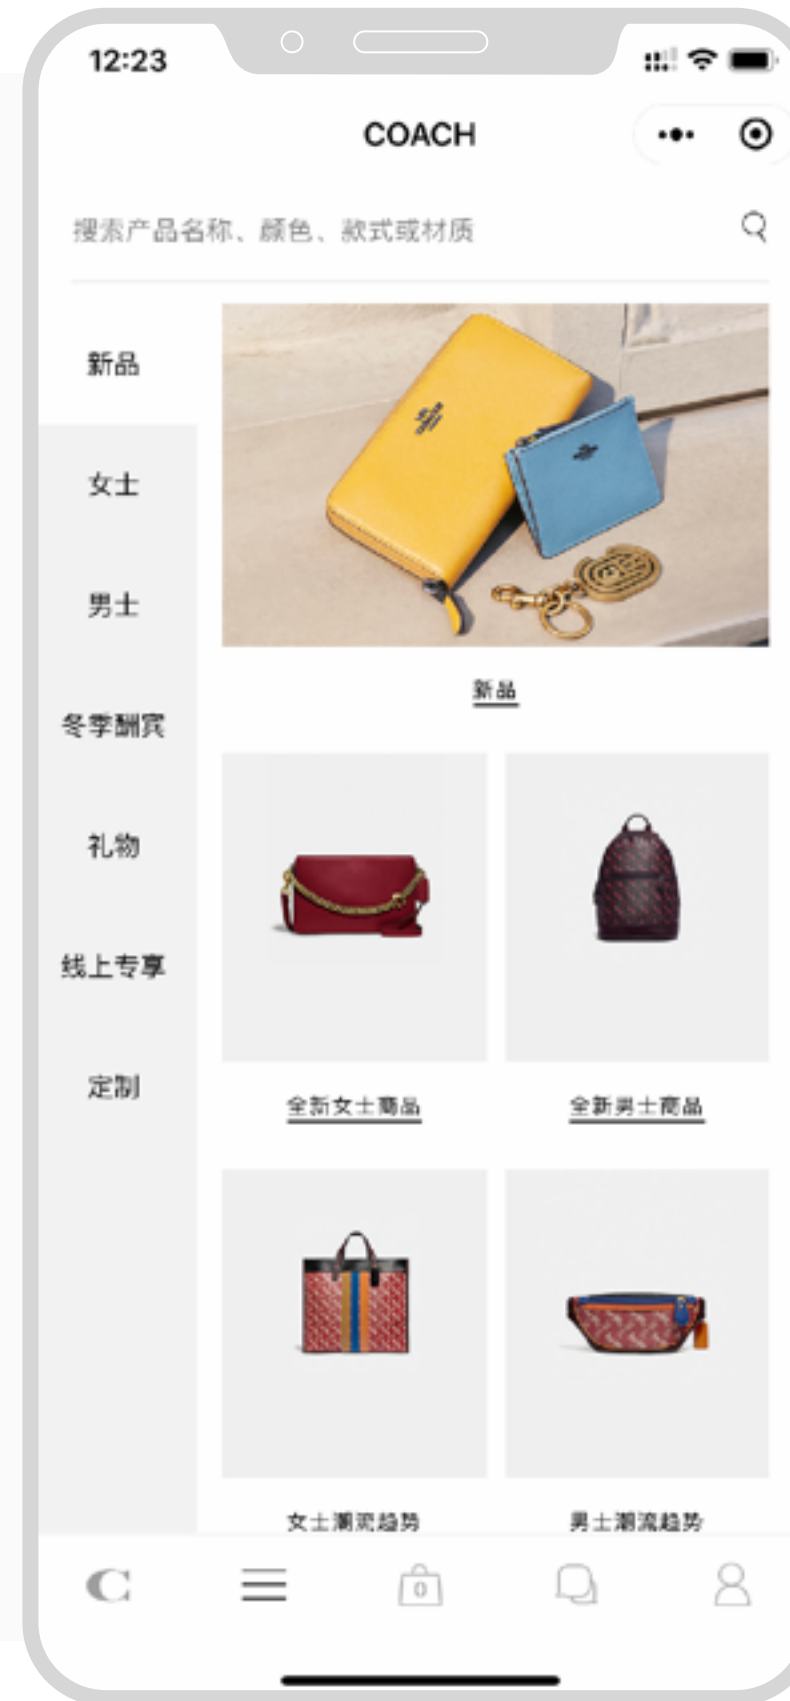 12:23
COACH
搜索产品名称、颜色、款式或材质
新品
女士
男士
冬季酬宾
礼物
线上专享
定制
新品
全新女士商品
全新男士商品
女士潮流趋势
男士潮流趋势
C
0